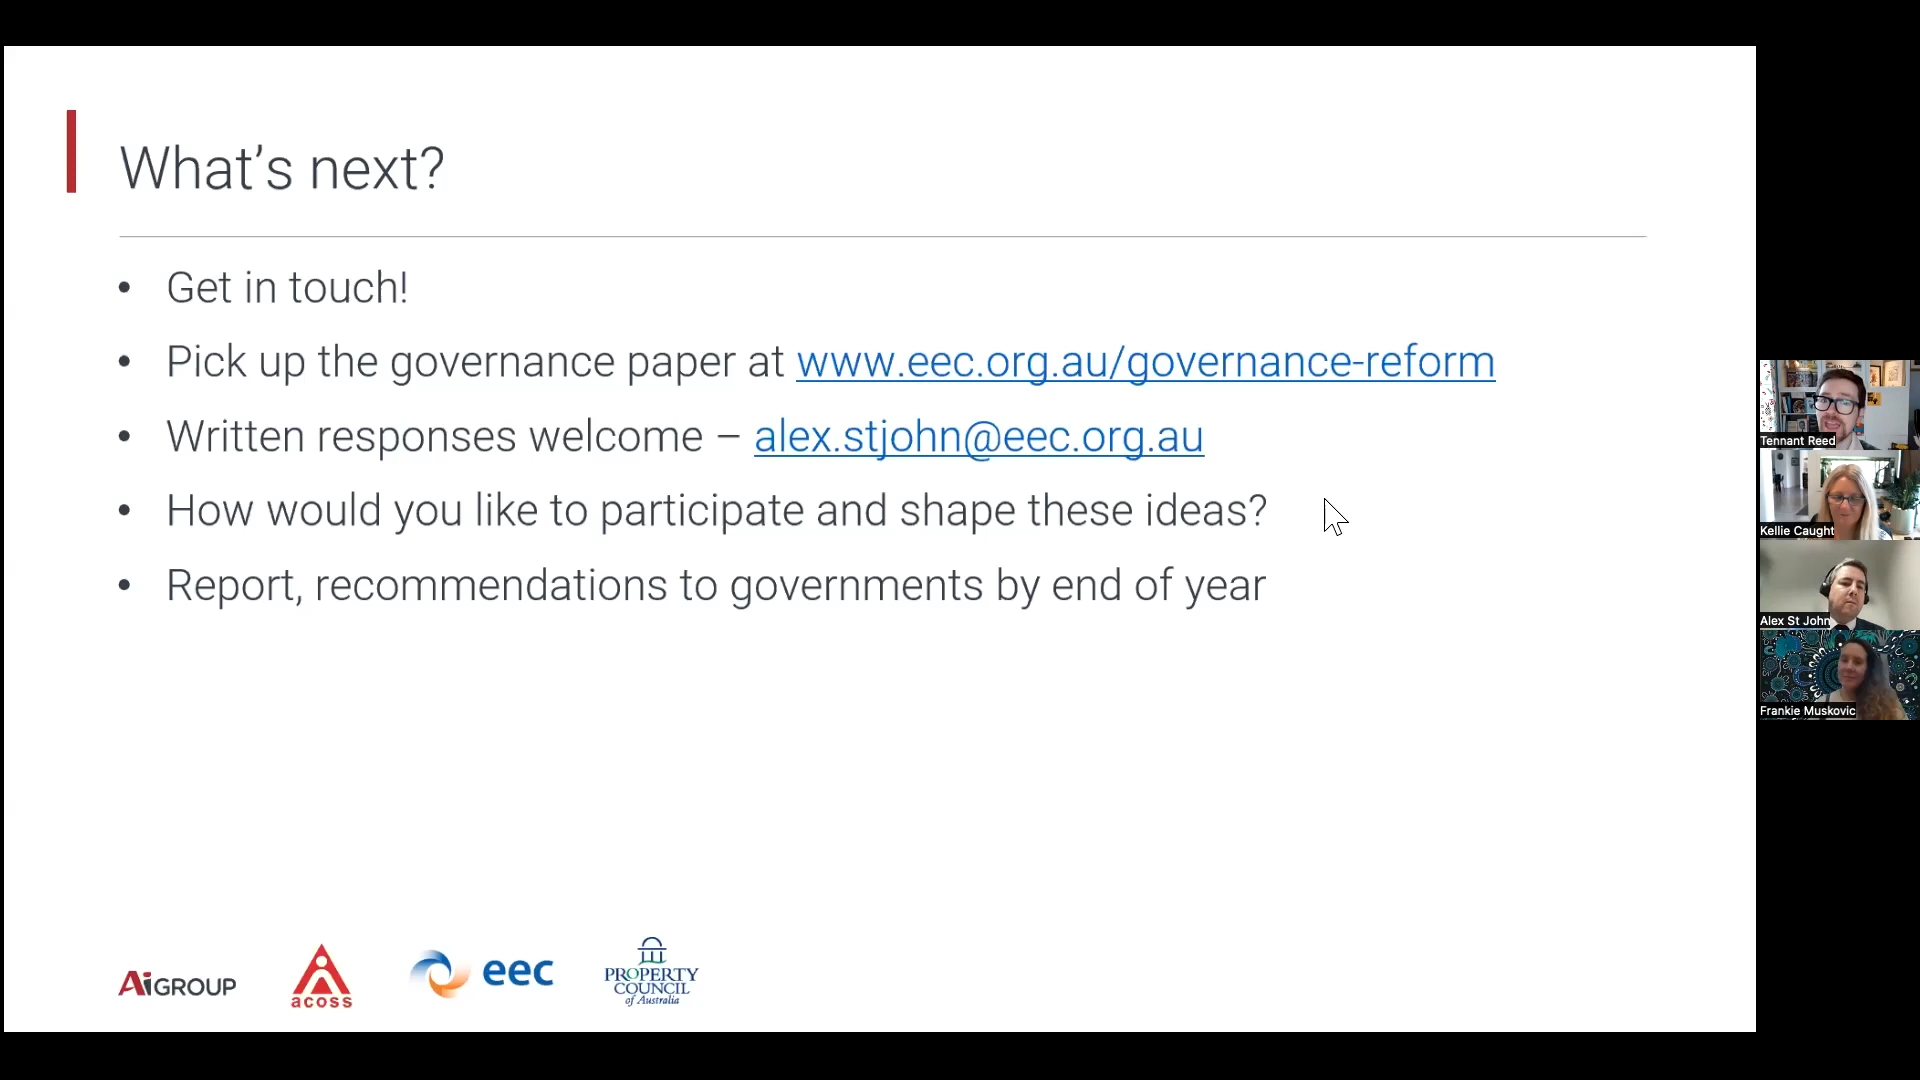 What’s next?
• Get in touch!
• Pick up the governance paper at www.eec.org.au/governance-reform
• Written responses welcome – alex.stjohn@eec.org.au
• How would you like to participate and shape these ideas?
• Report, recommendations to governments by end of year
Ai GROUP
acoss
eec
PROPERTY
COUNCIL
of Australia
Tennant Reed
Kellie Caught
Alex St John
Frankie Muskovic